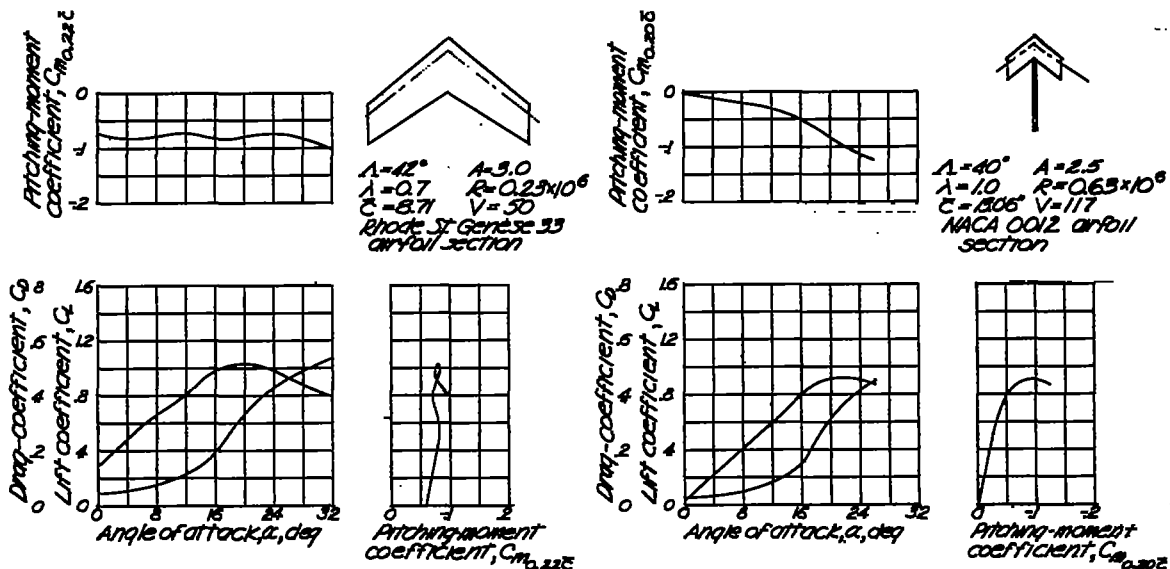 Pitching-moment
coefficient, Cm0.22c̄
0
-.1
-.2
Λ=42° A=3.0
λ=0.7 R=0.23×10⁶
c̄=8.71 V=50
Rhode St Genèse 33
airfoil section
Drag-coefficient, CD
.8
.6
.4
.2
0
Lift coefficient, CL
1.6
1.2
.8
.4
0
0 8 16 24 32
Angle of attack, α, deg
0 -.1 -.2
Pitching-moment
coefficient, Cm0.22c̄
Pitching-moment
coefficient, Cm0.20c̄
0
-.1
-.2
Λ=40° A=2.5
λ=1.0 R=0.63×10⁶
V=117
NACA 0012 airfoil
section
Drag-coefficient, CD
.8
.6
.4
.2
0
Lift coefficient, CL
1.6
1.2
.8
.4
0
0 8 16 24 32
Angle of attack, α, deg
0 -.1 -.2
Pitching-moment
coefficient, Cm0.20c̄